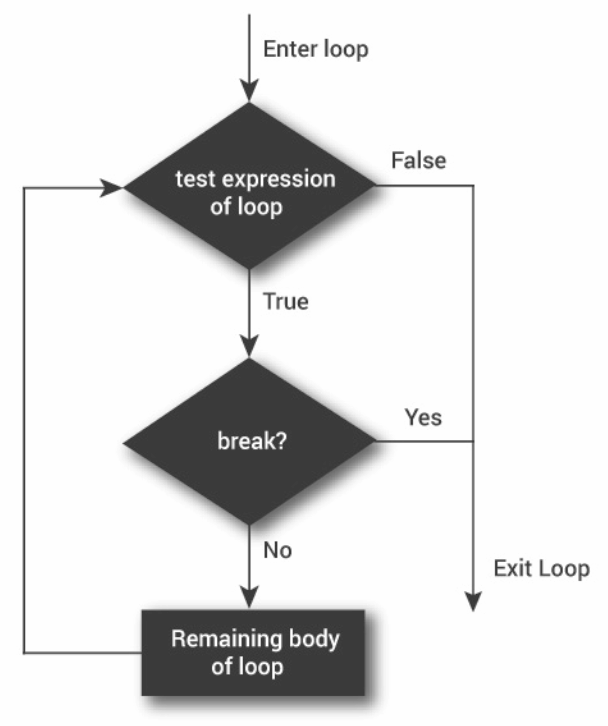 Enter loop
test expression
of loop
False
True
break?
Yes
No
Exit Loop
Remaining body
of loop